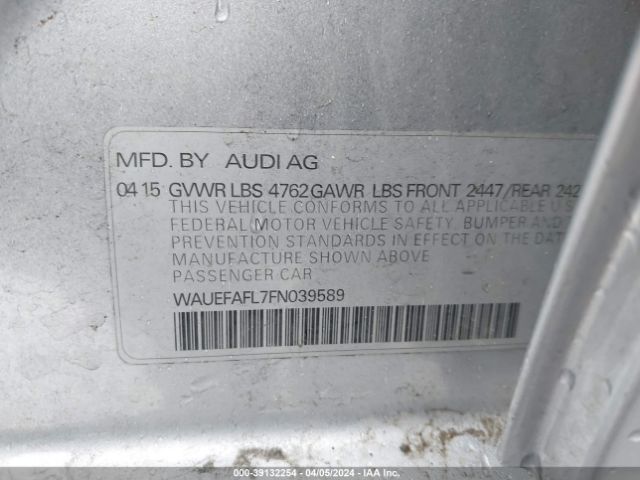 MFD. BY AUDI AG
04 15 GVWR LBS 4762 GAWR LBS FRONT 2447/REAR 242
THIS VEHICLE CONFORMS TO ALL APPLICABLE U.S
FEDERAL MOTOR VEHICLE SAFETY, BUMPER AND
PREVENTION STANDARDS IN EFFECT ON THE DAT
MANUFACTURE SHOWN ABOVE
PASSENGER CAR
WAUEFAFL7FN039589
000-39132254 - 04/05/2024 - IAA Inc.